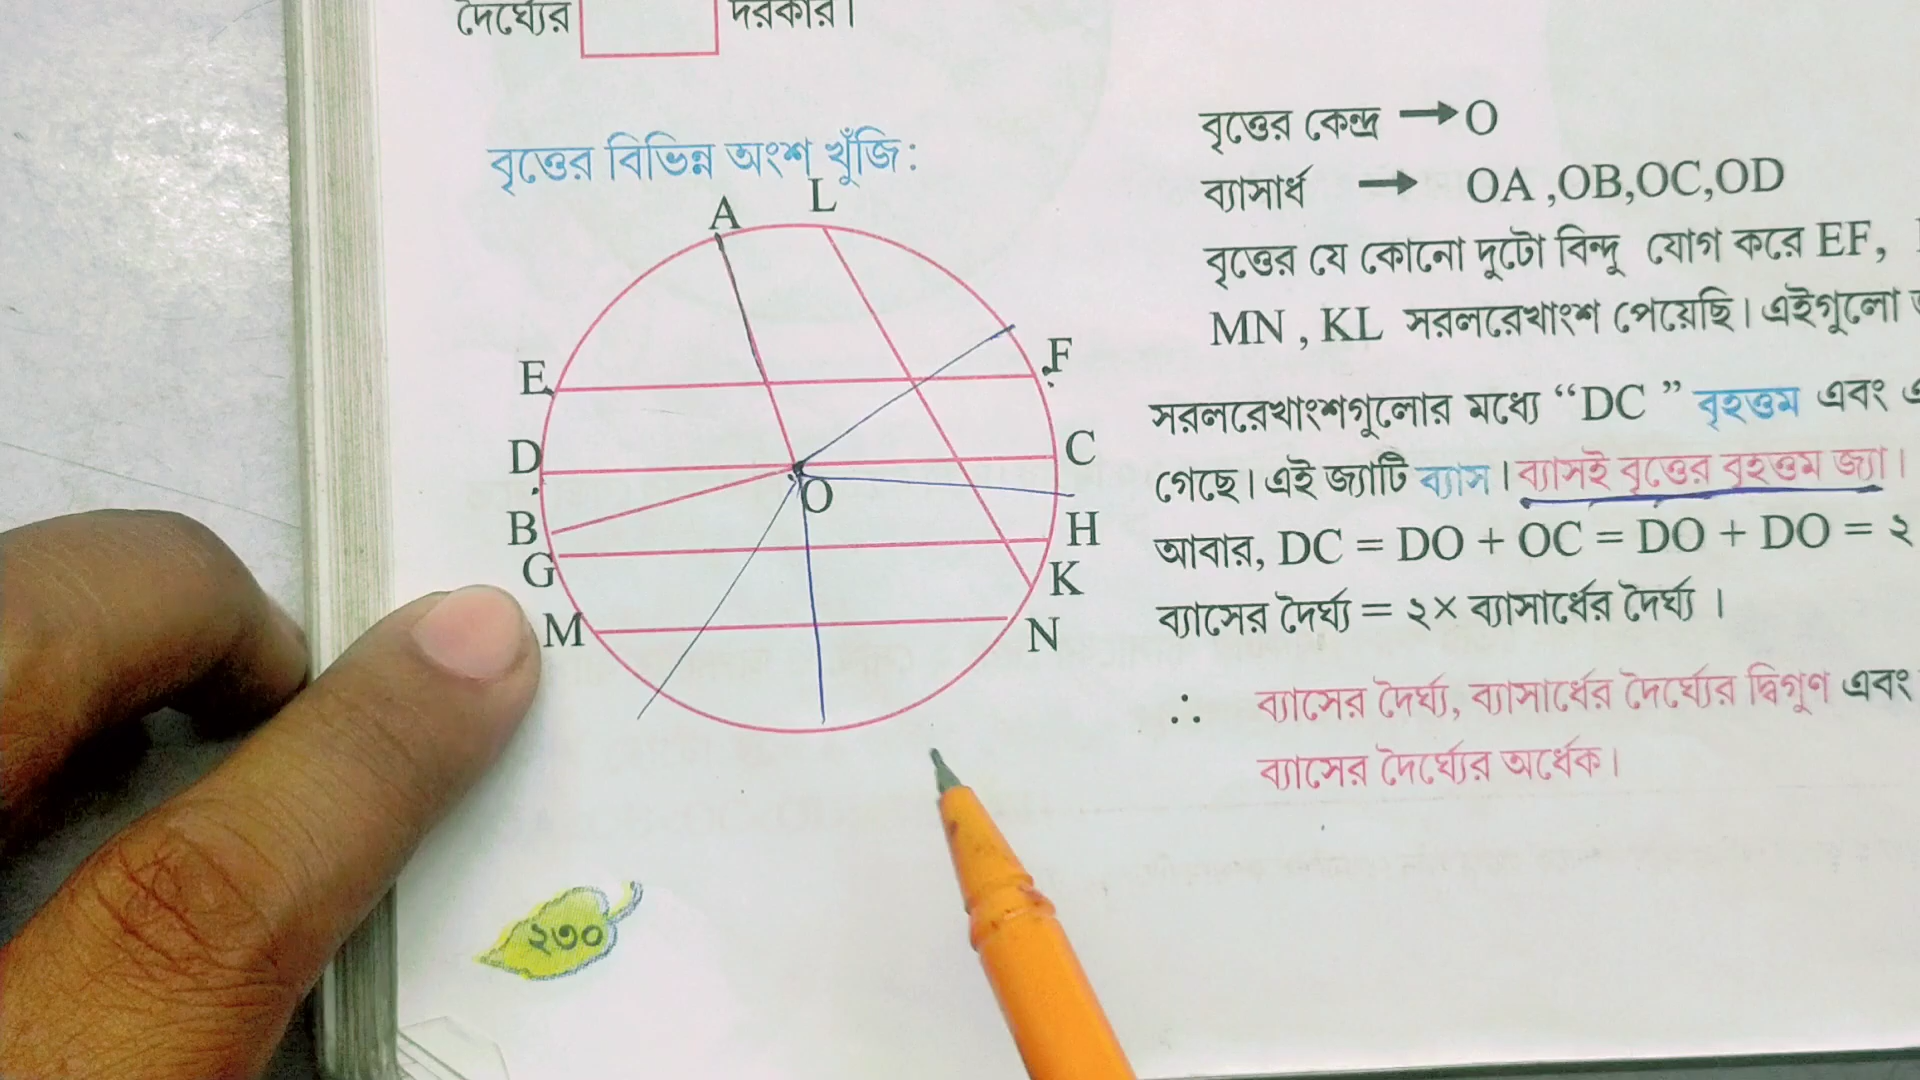 দৈর্ঘ্যের দরকার।
বৃত্তের বিভিন্ন অংশ খুঁজি:
A
L
E
F
D
C
O
B
H
G
K
M
N
বৃত্তের কেন্দ্র → O
ব্যাসার্ধ → OA ,OB,OC,OD
বৃত্তের যে কোনো দুটো বিন্দু যোগ করে EF,
MN , KL সরলরেখাংশ পেয়েছি। এইগুলো
সরলরেখাংশগুলোর মধ্যে “DC ” বৃহত্তম এবং
গেছে। এই জ্যাটি ব্যাস। ব্যাসই বৃত্তের বৃহত্তম জ্যা।
আবার, DC = DO + OC = DO + DO = ২
ব্যাসের দৈর্ঘ্য = ২× ব্যাসার্ধের দৈর্ঘ্য ।
∴ ব্যাসের দৈর্ঘ্য, ব্যাসার্ধের দৈর্ঘ্যের দ্বিগুণ এবং
ব্যাসের দৈর্ঘ্যের অর্ধেক।
২৩০